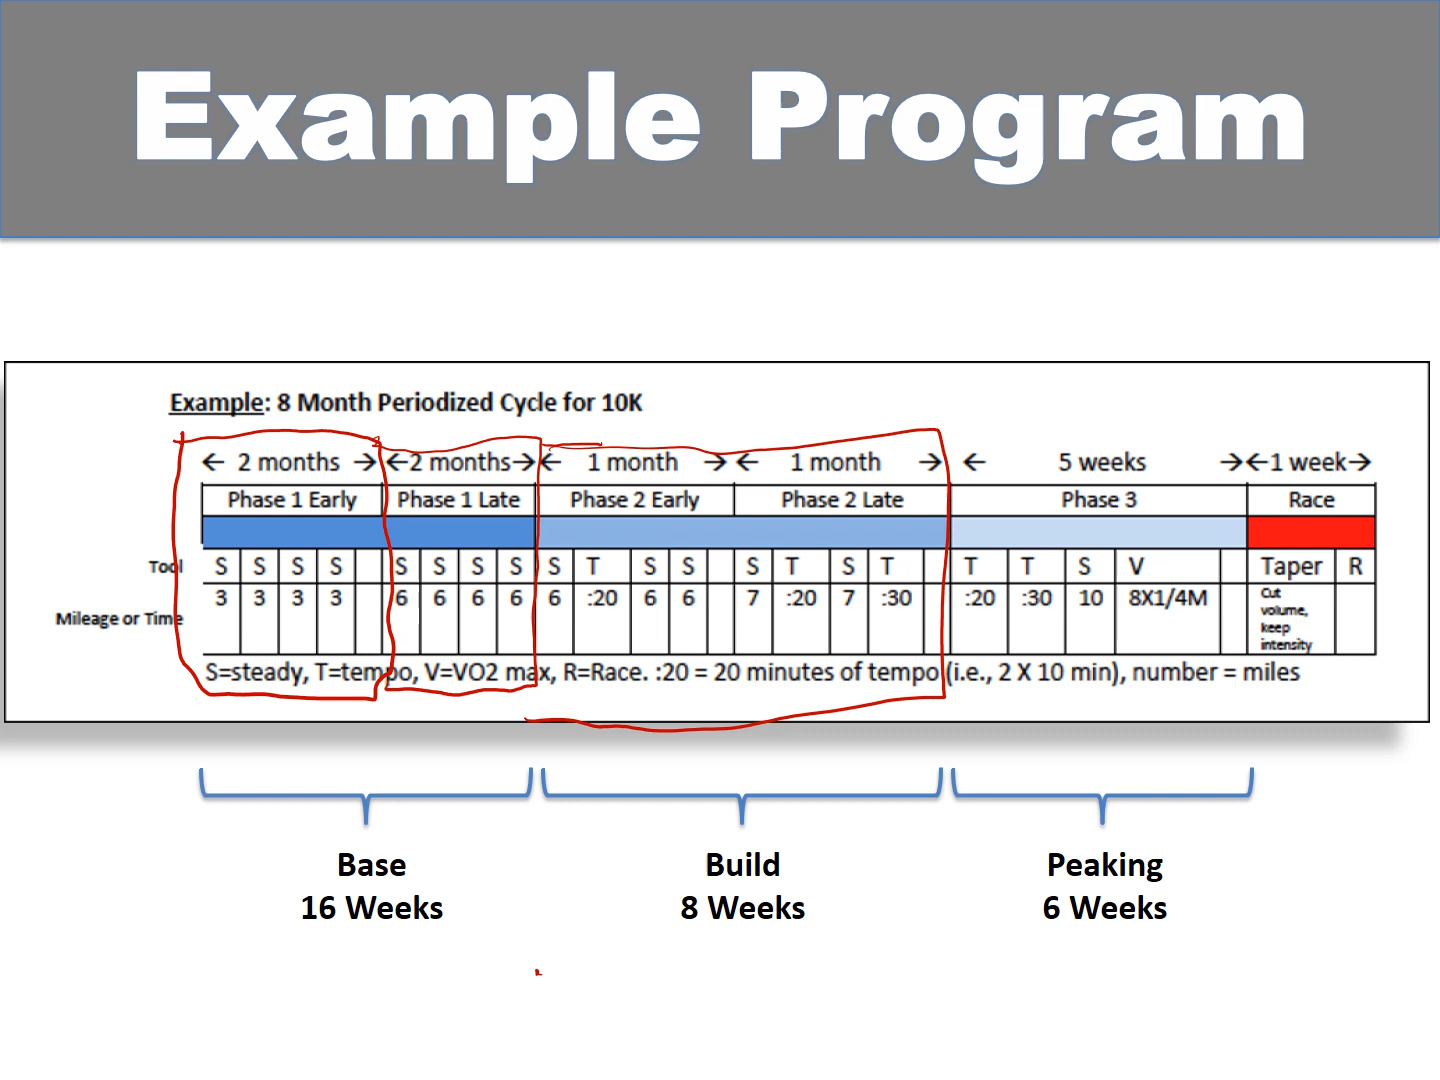 Example Program
Example: 8 Month Periodized Cycle for 10K
← 2 months → ←2 months→ ← 1 month → ← 1 month → ← 5 weeks → ←1 week→
Phase 1 Early Phase 1 Late Phase 2 Early Phase 2 Late Phase 3 Race
Tool S S S S S S S S S T S S S T S T T T S V Taper R
Mileage or Time 3 3 3 3 6 6 6 6 6 :20 6 6 7 :20 7 :30 :20 :30 10 8X1/4M Cut
volume,
keep
intensity
S=steady, T=tempo, V=VO2 max, R=Race. :20 = 20 minutes of tempo (i.e., 2 X 10 min), number = miles
Base Build Peaking
16 Weeks 8 Weeks 6 Weeks